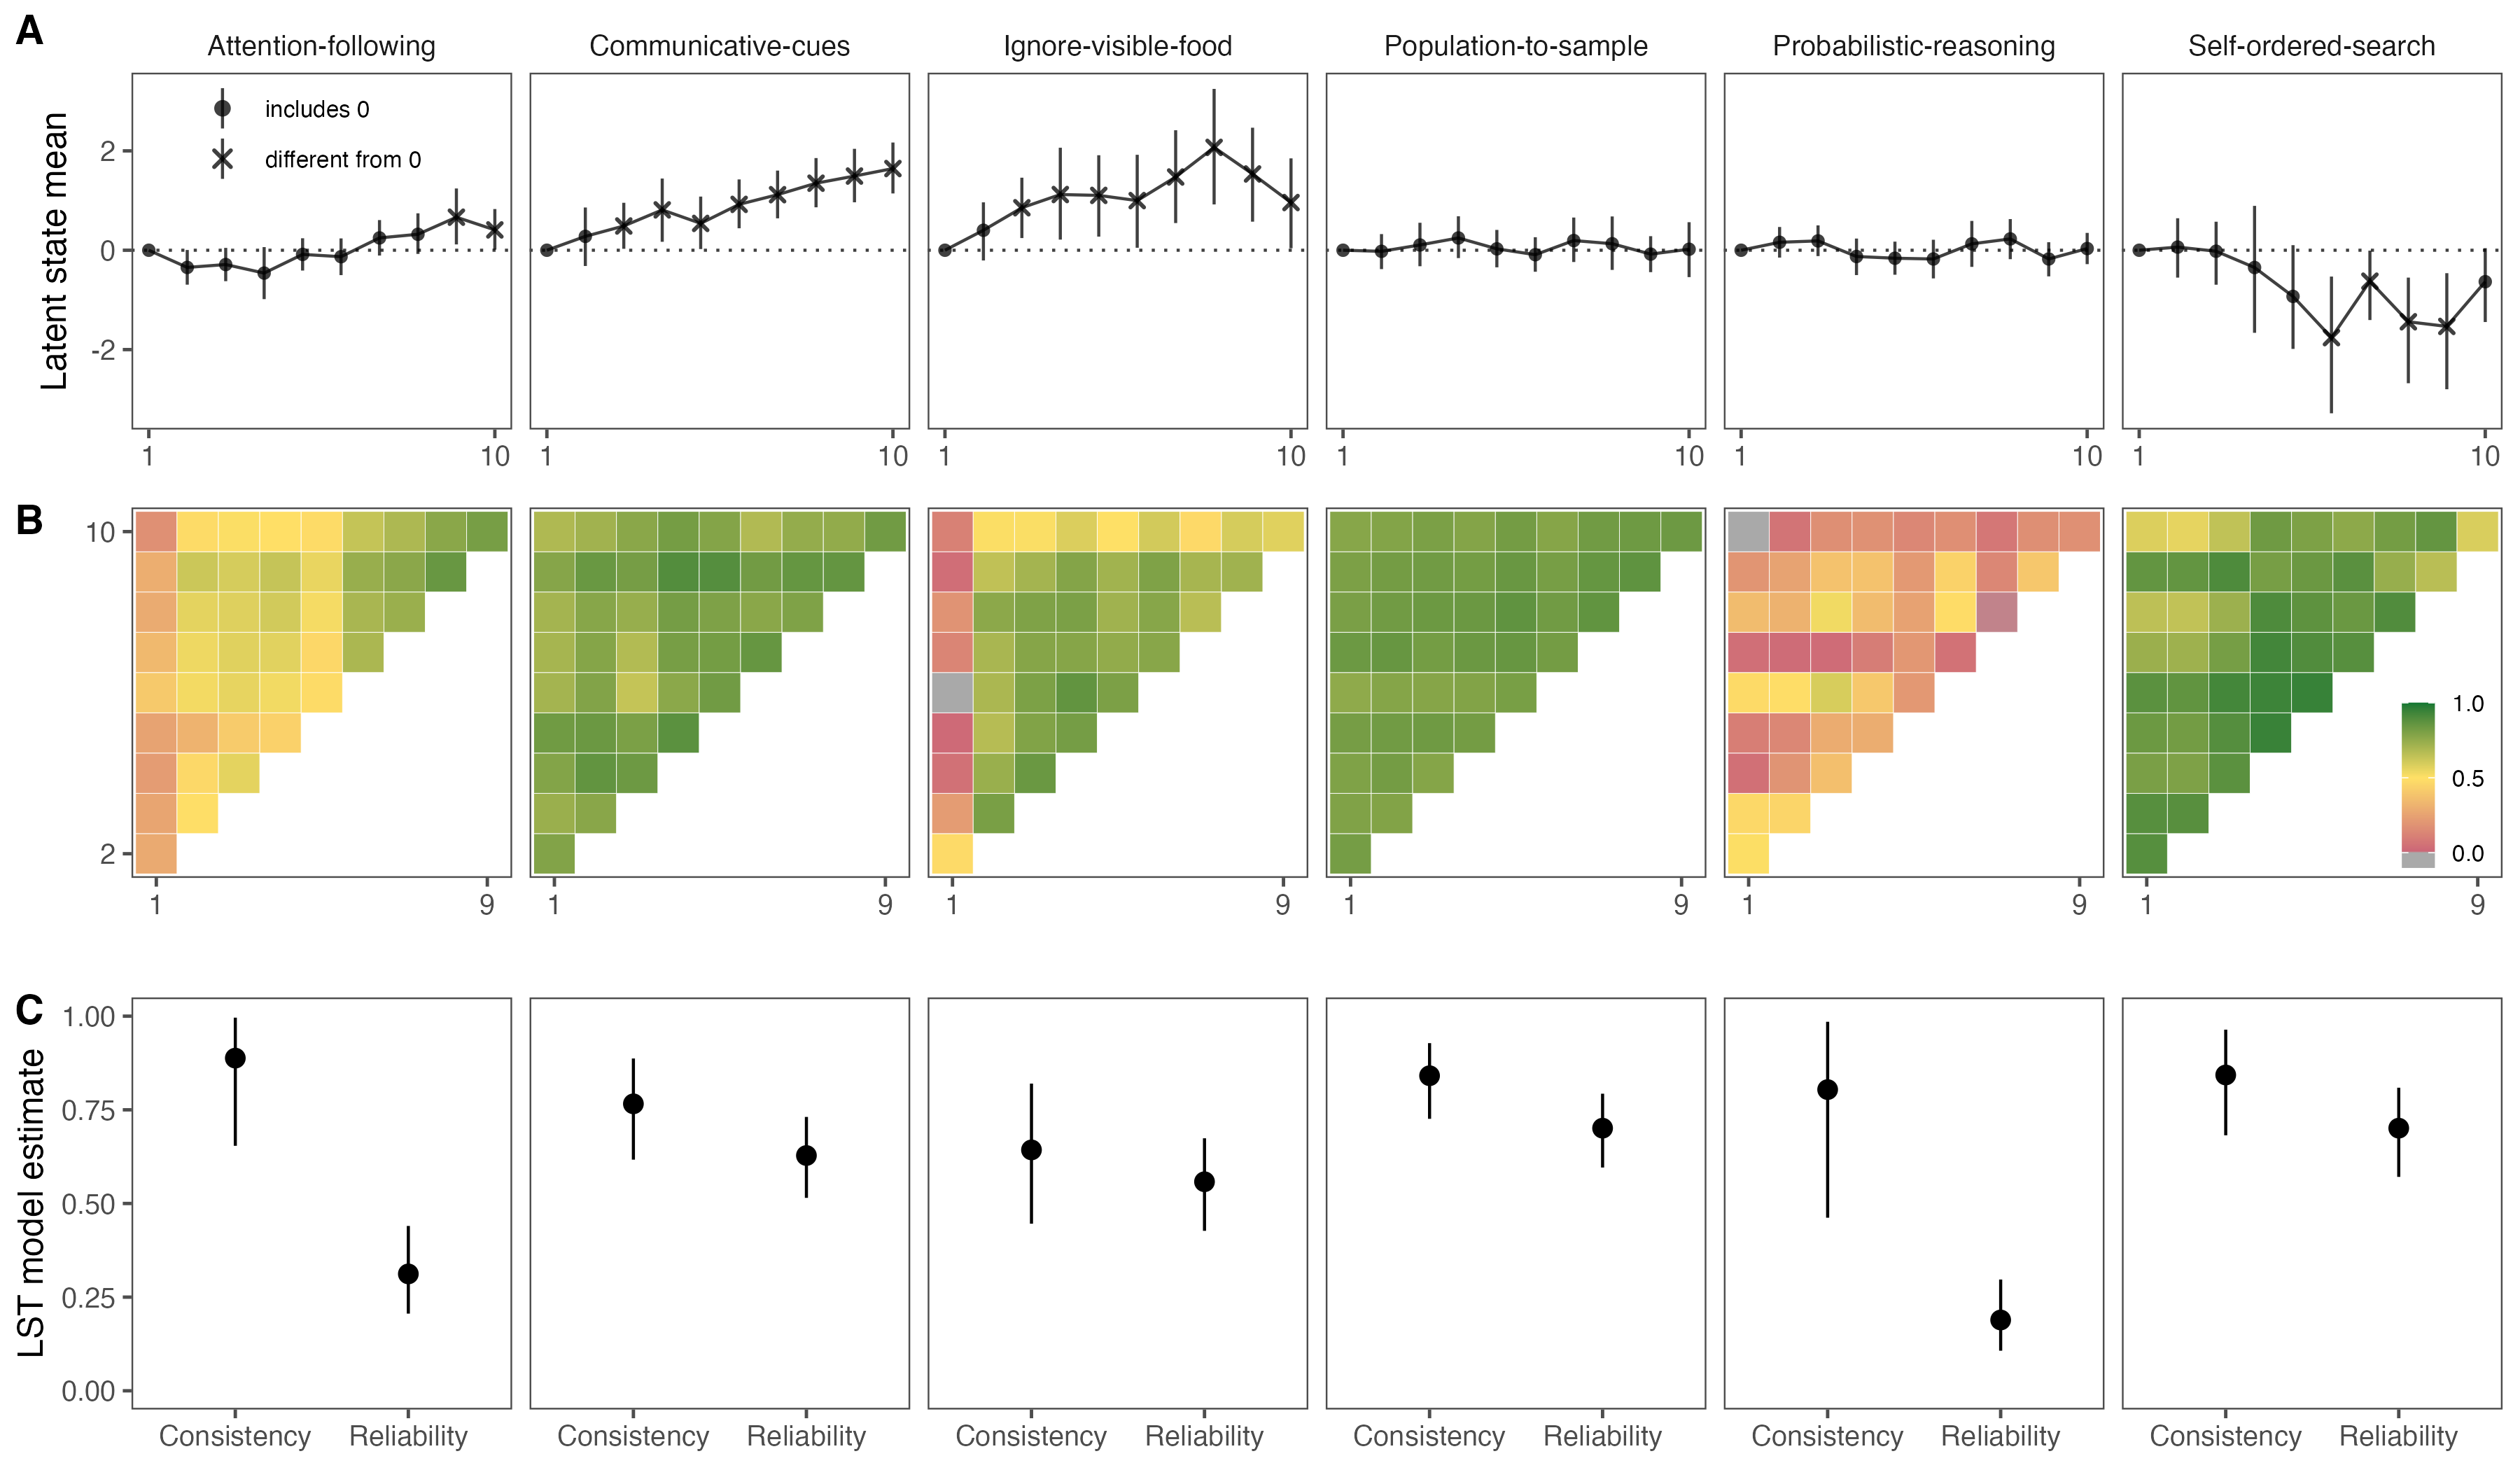 A
Attention-following
Communicative-cues
Ignore-visible-food
Population-to-sample
Probabilistic-reasoning
Self-ordered-search
Latent state mean
2
0
-2
includes 0
different from 0
1 10
1 10
1 10
1 10
1 10
1 10
B
10
2
1 9
1 9
1 9
1 9
1 9
1 9
1.0
0.5
0.0
C
LST model estimate
1.00
0.75
0.50
0.25
0.00
Consistency Reliability
Consistency Reliability
Consistency Reliability
Consistency Reliability
Consistency Reliability
Consistency Reliability